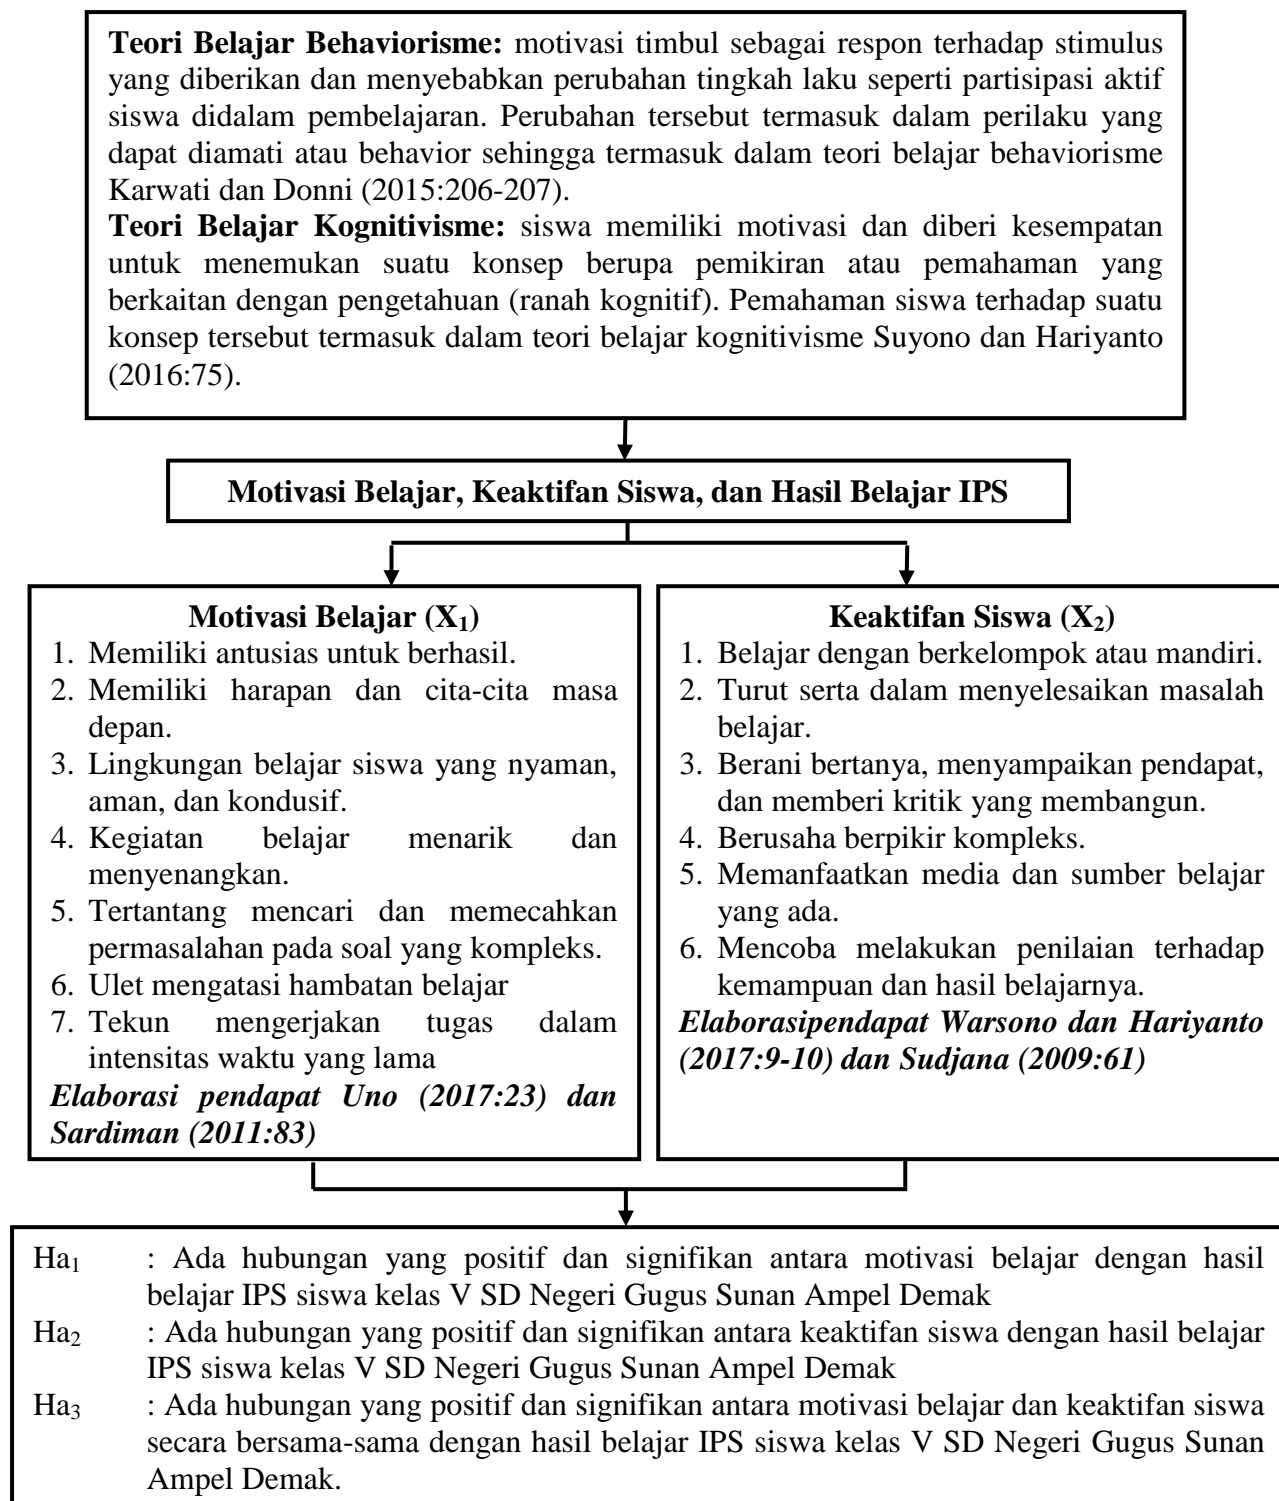 Teori Belajar Behaviorisme: motivasi timbul sebagai respon terhadap stimulus
yang diberikan dan menyebabkan perubahan tingkah laku seperti partisipasi aktif
siswa didalam pembelajaran. Perubahan tersebut termasuk dalam perilaku yang
dapat diamati atau behavior sehingga termasuk dalam teori belajar behaviorisme
Karwati dan Donni (2015:206-207).
Teori Belajar Kognitivisme: siswa memiliki motivasi dan diberi kesempatan
untuk menemukan suatu konsep berupa pemikiran atau pemahaman yang
berkaitan dengan pengetahuan (ranah kognitif). Pemahaman siswa terhadap suatu
konsep tersebut termasuk dalam teori belajar kognitivisme Suyono dan Hariyanto
(2016:75).
Motivasi Belajar, Keaktifan Siswa, dan Hasil Belajar IPS
Motivasi Belajar (X₁)
1. Memiliki antusias untuk berhasil.
2. Memiliki harapan dan cita-cita masa
depan.
3. Lingkungan belajar siswa yang nyaman,
aman, dan kondusif.
4. Kegiatan belajar menarik dan
menyenangkan.
5. Tertantang mencari dan memecahkan
permasalahan pada soal yang kompleks.
6. Ulet mengatasi hambatan belajar
7. Tekun mengerjakan tugas dalam
intensitas waktu yang lama
Elaborasi pendapat Uno (2017:23) dan
Sardiman (2011:83)
Keaktifan Siswa (X₂)
1. Belajar dengan berkelompok atau mandiri.
2. Turut serta dalam menyelesaikan masalah
belajar.
3. Berani bertanya, menyampaikan pendapat,
dan memberi kritik yang membangun.
4. Berusaha berpikir kompleks.
5. Memanfaatkan media dan sumber belajar
yang ada.
6. Mencoba melakukan penilaian terhadap
kemampuan dan hasil belajarnya.
Elaborasipendapat Warsono dan Hariyanto
(2017:9-10) dan Sudjana (2009:61)
Ha₁ : Ada hubungan yang positif dan signifikan antara motivasi belajar dengan hasil
belajar IPS siswa kelas V SD Negeri Gugus Sunan Ampel Demak
Ha₂ : Ada hubungan yang positif dan signifikan antara keaktifan siswa dengan hasil belajar
IPS siswa kelas V SD Negeri Gugus Sunan Ampel Demak
Ha₃ : Ada hubungan yang positif dan signifikan antara motivasi belajar dan keaktifan siswa
secara bersama-sama dengan hasil belajar IPS siswa kelas V SD Negeri Gugus Sunan
Ampel Demak.